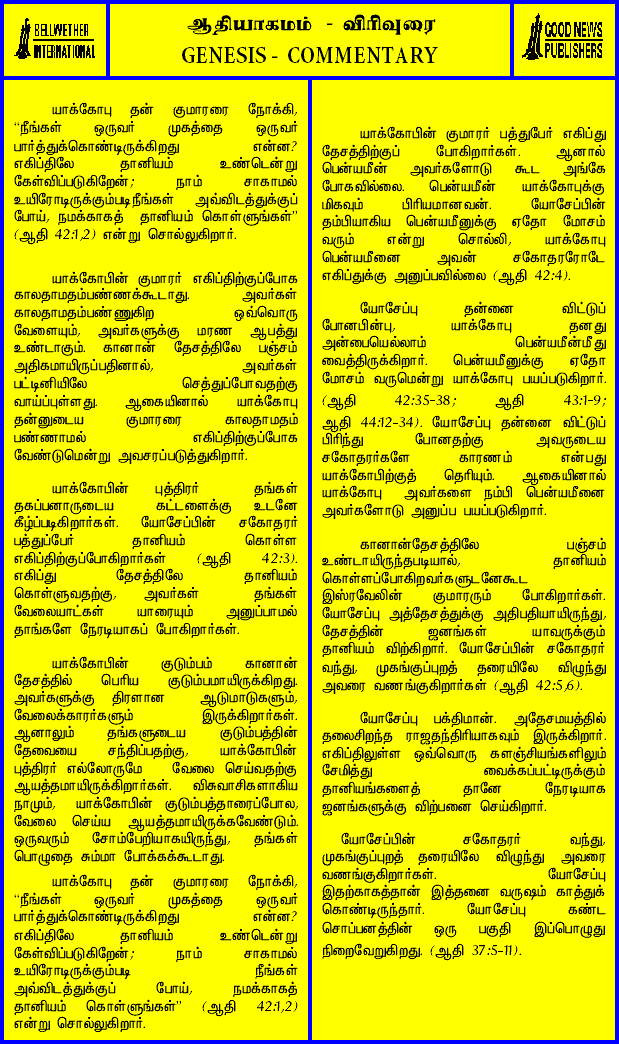 BELLWETHER
INTERNATIONAL
ஆதியாகமம் - விரிவுரை
GENESIS - COMMENTARY
GOOD NEWS
PUBLISHERS
யாக்கோபு தன் குமாரரை நோக்கி,
“நீங்கள் ஒருவர் முகத்தை ஒருவர்
பார்த்துக்கொண்டிருக்கிறது என்ன?
எகிப்திலே தானியம் உண்டென்று
கேள்விப்படுகிறேன்; நாம் சாகாமல்
உயிரோடிருக்கும்படிநீங்கள் அவ்விடத்துக்குப்
போய், நமக்காகத் தானியம் கொள்ளுங்கள்”
(ஆதி 42:1,2) என்று சொல்லுகிறார்.
யாக்கோபின் குமாரர் எகிப்திற்குப்போக
காலதாமதம்பண்ணக்கூடாது. அவர்கள்
காலதாமதம்பண்ணுகிற ஒவ்வொரு
வேளையும், அவர்களுக்கு மரண ஆபத்து
உண்டாகும். கானான் தேசத்திலே பஞ்சம்
அதிகமாயிருப்பதினால், அவர்கள்
பட்டினியிலே செத்துப்போவதற்கு
வாய்ப்புள்ளது. ஆகையினால் யாக்கோபு
தன்னுடைய குமாரரை காலதாமதம்
பண்ணாமல் எகிப்திற்குப்போக
வேண்டுமென்று அவசரப்படுத்துகிறார்.
யாக்கோபின் புத்திரர் தங்கள்
தகப்பனாருடைய கட்டளைக்கு உடனே
கீழ்ப்படிகிறார்கள். யோசேப்பின் சகோதரர்
பத்துப்பேர் தானியம் கொள்ள
எகிப்திற்குப்போகிறார்கள் (ஆதி 42:3).
எகிப்து தேசத்திலே தானியம்
கொள்ளுவதற்கு, அவர்கள் தங்கள்
வேலையாட்கள் யாரையும் அனுப்பாமல்
தாங்களே நேரடியாகப் போகிறார்கள்.
யாக்கோபின் குடும்பம் கானான்
தேசத்தில் பெரிய குடும்பமாயிருக்கிறது.
அவர்களுக்கு திரளான ஆடுமாடுகளும்,
வேலைக்காரர்களும் இருக்கிறார்கள்.
ஆனாலும் தங்களுடைய குடும்பத்தின்
தேவையை சந்திப்பதற்கு, யாக்கோபின்
புத்திரர் எல்லோருமே வேலை செய்வதற்கு
ஆயத்தமாயிருக்கிறார்கள். விசுவாசிகளாகிய
நாமும், யாக்கோபின் குடும்பத்தாரைப்போல,
வேலை செய்ய ஆயத்தமாயிருக்கவேண்டும்.
ஒருவரும் சோம்பேறியாகயிருந்து, தங்கள்
பொழுதை சும்மா போக்கக்கூடாது.
யாக்கோபு தன் குமாரரை நோக்கி,
“நீங்கள் ஒருவர் முகத்தை ஒருவர்
பார்த்துக்கொண்டிருக்கிறது என்ன?
எகிப்திலே தானியம் உண்டென்று
கேள்விப்படுகிறேன்; நாம் சாகாமல்
உயிரோடிருக்கும்படி நீங்கள்
அவ்விடத்துக்குப் போய், நமக்காகத்
தானியம் கொள்ளுங்கள்” (ஆதி 42:1,2)
என்று சொல்லுகிறார்.
யாக்கோபின் குமாரர் பத்துபேர் எகிப்து
தேசத்திற்குப் போகிறார்கள். ஆனால்
பென்யமீன் அவர்களோடு கூட அங்கே
போகவில்லை. பென்யமீன் யாக்கோபுக்கு
மிகவும் பிரியமானவன். யோசேப்பின்
தம்பியாகிய பென்யமீனுக்கு ஏதோ மோசம்
வரும் என்று சொல்லி, யாக்கோபு
பென்யமீனை அவன் சகோதரரோடே
எகிப்துக்கு அனுப்பவில்லை (ஆதி 42:4).
யோசேப்பு தன்னை விட்டுப்
போனபின்பு, யாக்கோபு தனது
அன்பையெல்லாம் பென்யமீன்மீது
வைத்திருக்கிறார். பென்யமீனுக்கு ஏதோ
மோசம் வருமென்று யாக்கோபு பயப்படுகிறார்.
(ஆதி 42:35-38; ஆதி 43:1-9;
ஆதி 44:12-34). யோசேப்பு தன்னை விட்டுப்
பிரிந்து போனதற்கு அவருடைய
சகோதரர்களே காரணம் என்பது
யாக்கோபிற்குத் தெரியும். ஆகையினால்
யாக்கோபு அவர்களை நம்பி பென்யமீனை
அவர்களோடு அனுப்ப பயப்படுகிறார்.
கானான்தேசத்திலே பஞ்சம்
உண்டாயிருந்தபடியால், தானியம்
கொள்ளப்போகிறவர்களுடனேகூட
இஸ்ரவேலின் குமாரரும் போகிறார்கள்.
யோசேப்பு அத்தேசத்துக்கு அதிபதியாயிருந்து,
தேசத்தின் ஜனங்கள் யாவருக்கும்
தானியம் விற்கிறார். யோசேப்பின் சகோதரர்
வந்து, முகங்குப்புறத் தரையிலே விழுந்து
அவரை வணங்குகிறார்கள் (ஆதி 42:5,6).
யோசேப்பு பக்திமான். அதேசமயத்தில்
தலைசிறந்த ராஜதந்திரியாகவும் இருக்கிறார்.
எகிப்திலுள்ள ஒவ்வொரு களஞ்சியங்களிலும்
சேமித்து வைக்கப்பட்டிருக்கும்
தானியங்களைத் தானே நேரடியாக
ஜனங்களுக்கு விற்பனை செய்கிறார்.
யோசேப்பின் சகோதரர் வந்து,
முகங்குப்புறத் தரையிலே விழுந்து அவரை
வணங்குகிறார்கள். யோசேப்பு
இதற்காகத்தான் இத்தனை வருஷம் காத்துக்
கொண்டிருந்தார். யோசேப்பு கண்ட
சொப்பனத்தின் ஒரு பகுதி இப்பொழுது
நிறைவேறுகிறது. (ஆதி 37:5-11).